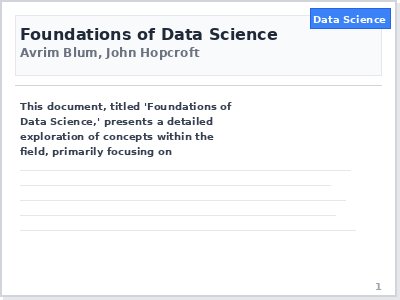 Data Science
Foundations of Data Science
Avrim Blum, John Hopcroft
This document, titled 'Foundations of
Data Science,' presents a detailed
exploration of concepts within the
field, primarily focusing on
1